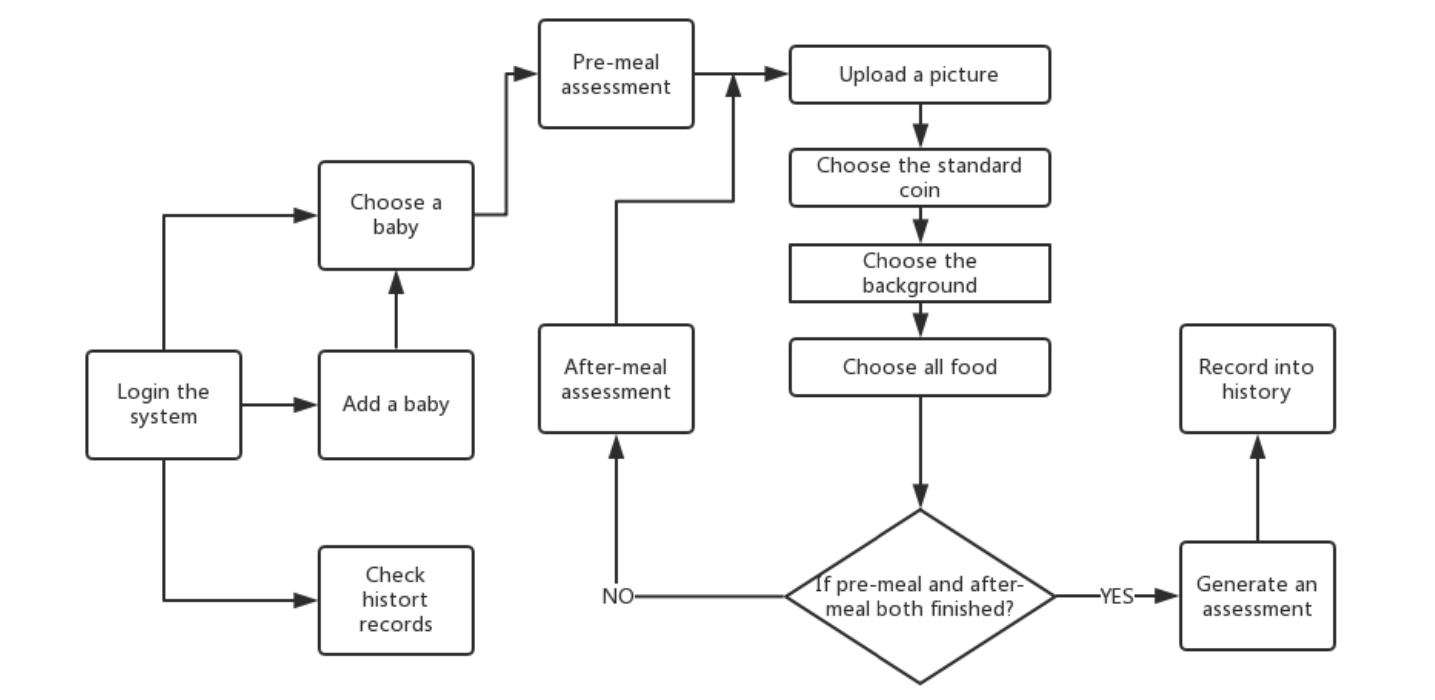 Pre-meal
assessment
Upload a picture
Choose the standard
coin
Choose a
baby
Choose the
background
After-meal
assessment
Choose all food
Record into
history
Login the
system
Add a baby
Check
histort
records
NO
If pre-meal and after-
meal both finished?
YES
Generate an
assessment